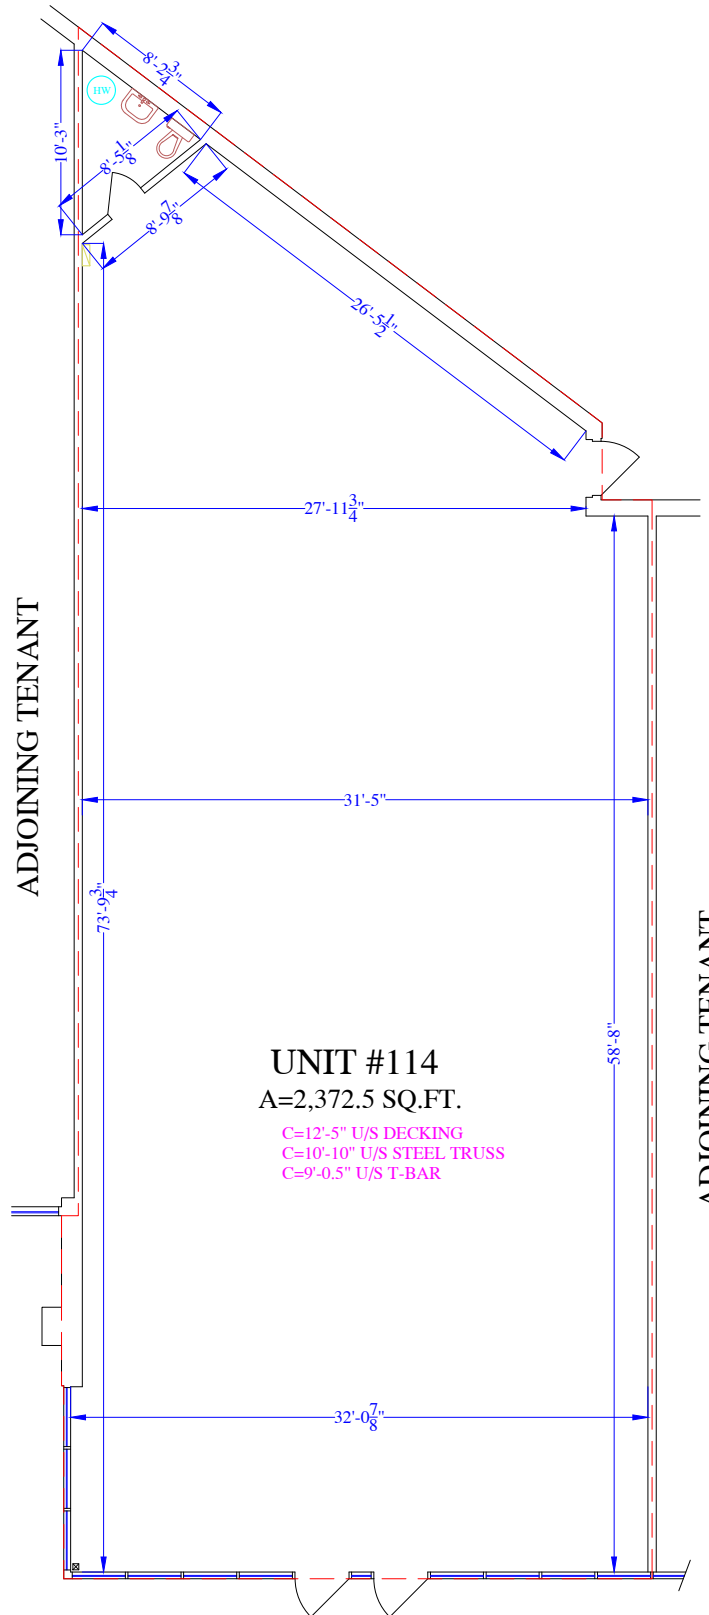 8'-2 3/4"
HW
10'-3"
8'-5 1/8"
8'-9 7/8"
26'-5 1/2"
27'-11 3/4"
ADJOINING TENANT
31'-5"
73'-9 3/4"
ADJOINING TENANT
58'-8"
UNIT #114
A=2,372.5 SQ.FT.
C=12'-5" U/S DECKING
C=10'-10" U/S STEEL TRUSS
C=9'-0.5" U/S T-BAR
32'-0 7/8"